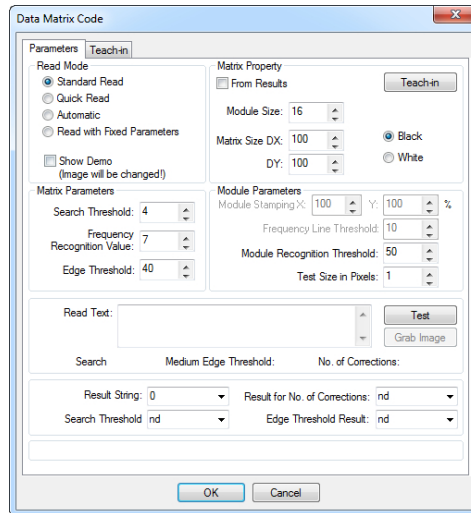 Data Matrix Code
Parameters Teach-in
Read Mode
Standard Read
Quick Read
Automatic
Read with Fixed Parameters
Show Demo
(Image will be changed!)
Matrix Property
From Results
Teach-in
Module Size: 16
Matrix Size DX: 100
DY: 100
Black
White
Matrix Parameters
Search Threshold: 4
Frequency
Recognition Value: 7
Edge Threshold: 40
Module Parameters
Module Stamping X: 100 Y: 100 %
Frequency Line Threshold: 10
Module Recognition Threshold: 50
Test Size in Pixels: 1
Read Text:
Test
Grab Image
Search Medium Edge Threshold: No. of Corrections:
Result String: 0 Result for No. of Corrections: nd
Search Threshold nd Edge Threshold Result: nd
OK Cancel